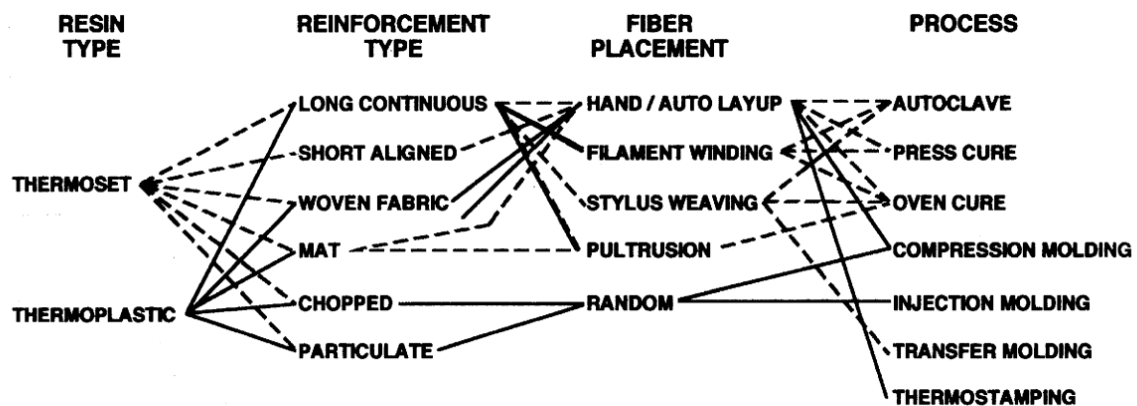 RESIN TYPE
REINFORCEMENT TYPE
FIBER PLACEMENT
PROCESS
THERMOSET
THERMOPLASTIC
LONG CONTINUOUS
SHORT ALIGNED
WOVEN FABRIC
MAT
CHOPPED
PARTICULATE
HAND / AUTO LAYUP
FILAMENT WINDING
STYLUS WEAVING
PULTRUSION
RANDOM
AUTOCLAVE
PRESS CURE
OVEN CURE
COMPRESSION MOLDING
INJECTION MOLDING
TRANSFER MOLDING
THERMOSTAMPING